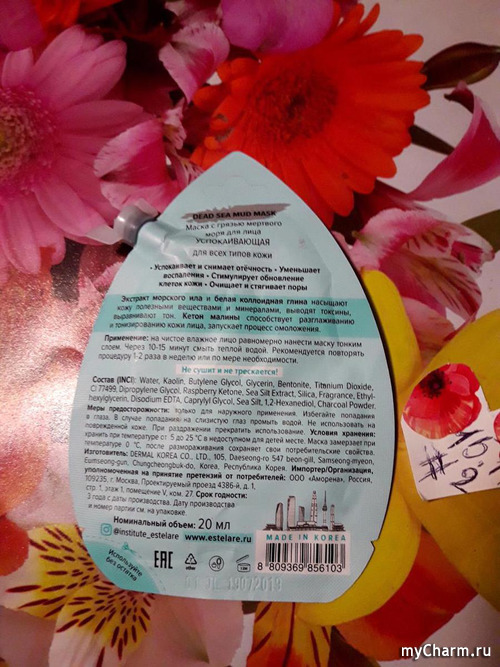 DEAD SEA MUD MASK
Маска с грязью мертвого
моря для лица
УСПОКАИВАЮЩАЯ
для всех типов кожи
• Успокаивает и снимает отёчность • Уменьшает
воспаления • Стимулирует обновление
клеток кожи • Очищает и стягивает поры
Экстракт морского ила и белая коллоидная глина насыщают
кожу полезными веществами и минералами, выводят токсины,
выравнивают тон. Кетон малины способствует разглаживанию
и тонизированию кожи лица, запускает процесс омоложения.
Применение: на чистое влажное лицо равномерно нанести маску тонким
слоем. Через 10-15 минут смыть теплой водой. Рекомендуется повторять
процедуру 1-2 раза в неделю или по мере необходимости.
Не сушит и не трескается!
Состав (INCI): Water, Kaolin, Butylene Glycol, Glycerin, Bentonite, Titanium Dioxide,
CI 77499, Dipropylene Glycol, Raspberry Ketone, Sea Silt Extract, Silica, Fragrance, Ethyl-
hexylglycerin, Disodium EDTA, Caprylyl Glycol, Sea Silt, 1,2-Hexanediol, Charcoal Powder.
Меры предосторожности: только для наружного применения. Избегайте попадания
в глаза. В случае попадания на слизистую глаз промыть водой. Не использовать на
поврежденной коже. При раздражении прекратить использование. Условия хранения:
хранить при температуре от 5 до 25 °С в недоступном для детей месте. Маска замерзает при
температуре 0 °С, после размораживания сохраняет свои потребительские свойства.
Изготовитель: DERMAL KOREA CO., LTD., 105, Daeseong-ro 547 beon-gill, Samseong-myeon,
Eumseong-gun, Chungcheongbuk-do, Korea, Республика Корея. Импортер/Организация,
уполномоченная на принятие претензий от потребителей: ООО «Аморена», Россия,
109235, г. Москва, Проектируемый проезд 4386-й, д. 1,
стр. 1, этаж 1, помещение V, ком. 27. Срок годности:
3 года с даты производства. Дата производства
и номер партии см. на упаковке.
Номинальный объем: 20 мл
@institute_estelare
www.estelare.ru
MADE IN KOREA
EAC
other
12M
8 809369 856103
Используйте
без остатка
myCharm.ru